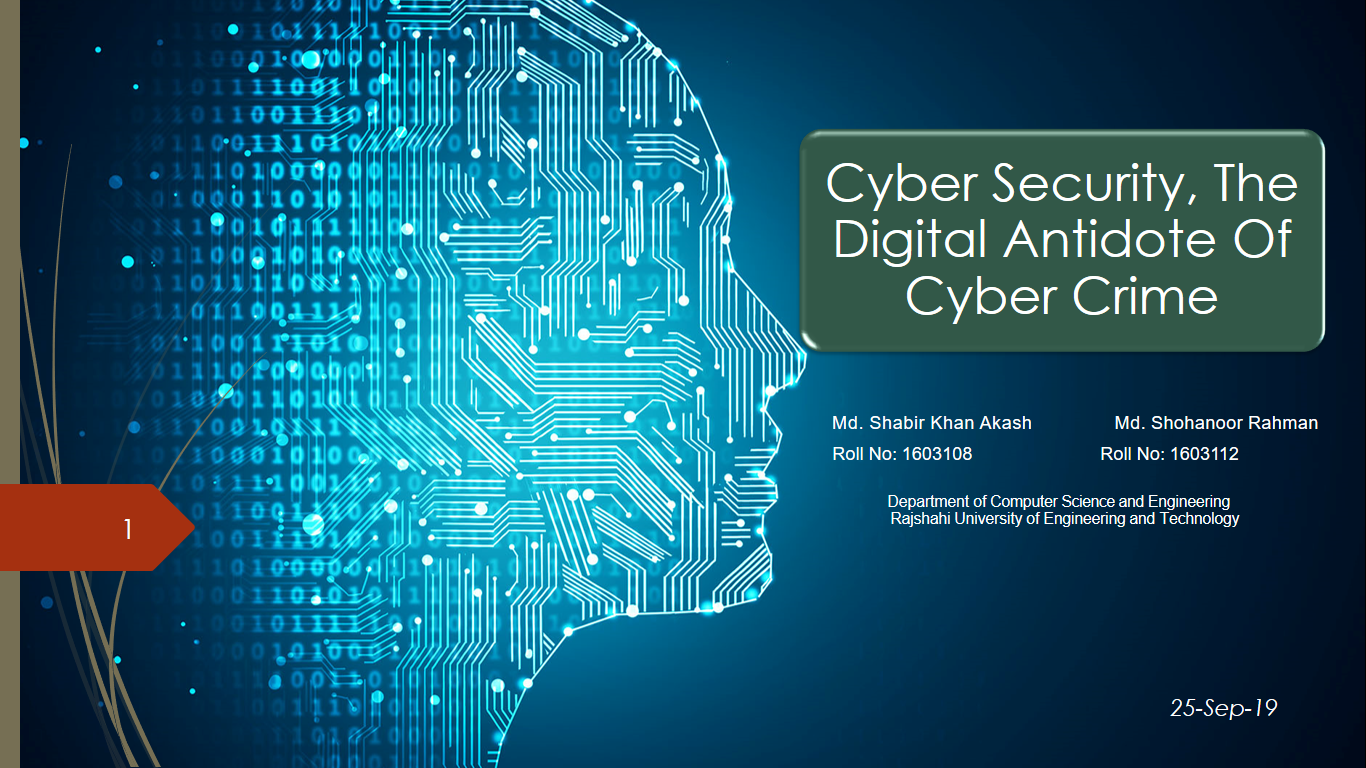 Cyber Security, The
Digital Antidote Of
Cyber Crime
Md. Shabir Khan Akash
Md. Shohanoor Rahman
Roll No: 1603108
Roll No: 1603112
Department of Computer Science and Engineering
Rajshahi University of Engineering and Technology
1
25-Sep-19